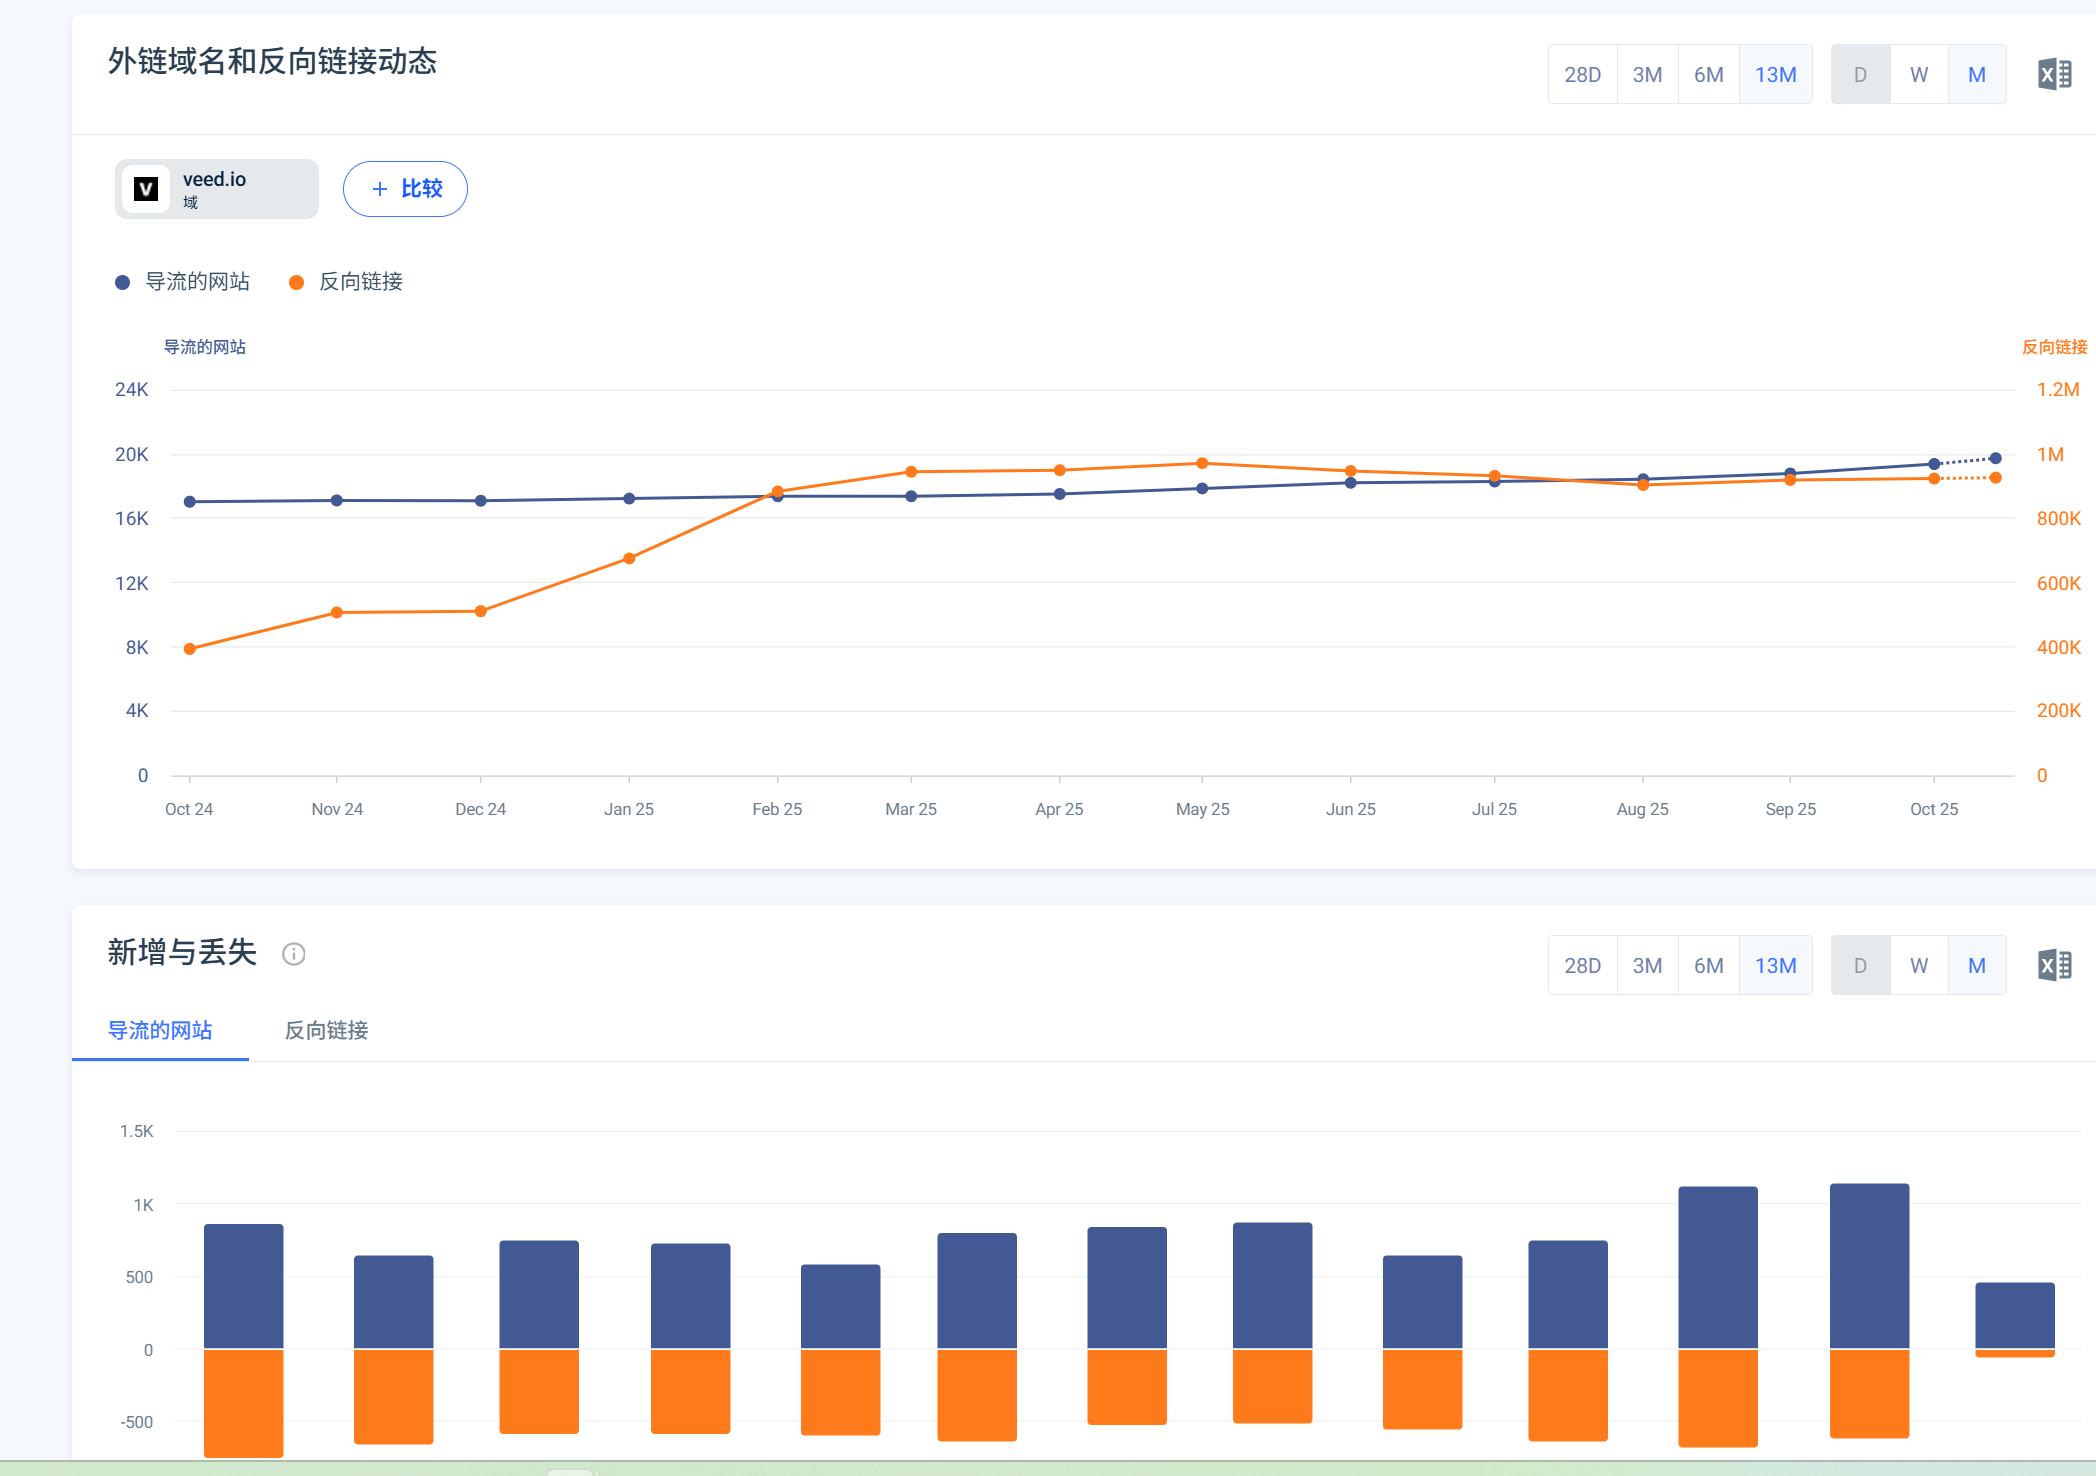 外链域名和反向链接动态
28D 3M 6M 13M D W M
X
V
veed.io
域
+ 比较
导流的网站 反向链接
导流的网站 反向链接
24K 1.2M
20K 1M
16K 800K
12K 600K
8K 400K
4K 200K
0 0
Oct 24 Nov 24 Dec 24 Jan 25 Feb 25 Mar 25 Apr 25 May 25 Jun 25 Jul 25 Aug 25 Sep 25 Oct 25
新增与丢失
28D 3M 6M 13M D W M
X
导流的网站 反向链接
1.5K
1K
500
0
-500